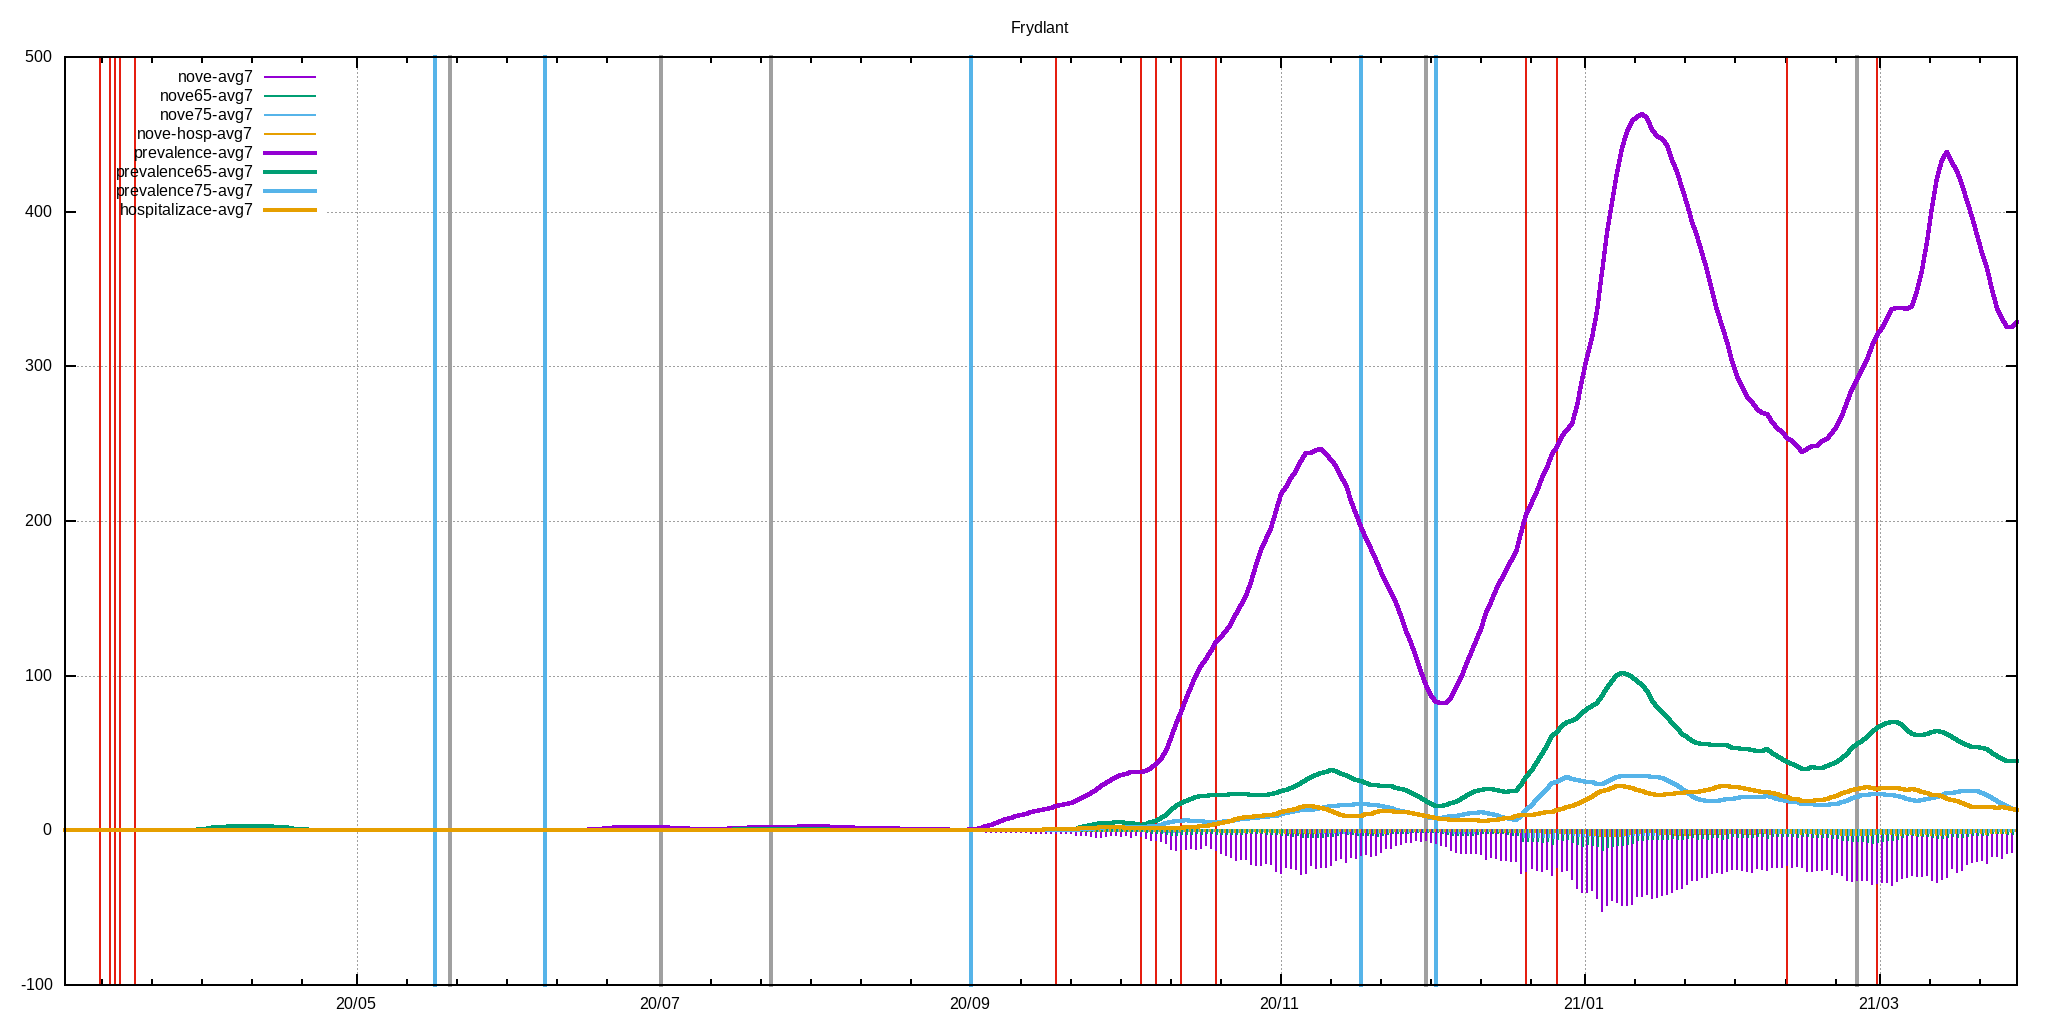 Frydlant
500
400
300
200
100
0
-100
nove-avg7
nove65-avg7
nove75-avg7
nove-hosp-avg7
prevalence-avg7
prevalence65-avg7
prevalence75-avg7
hospitalizace-avg7
20/05 20/07 20/09 20/11 21/01 21/03